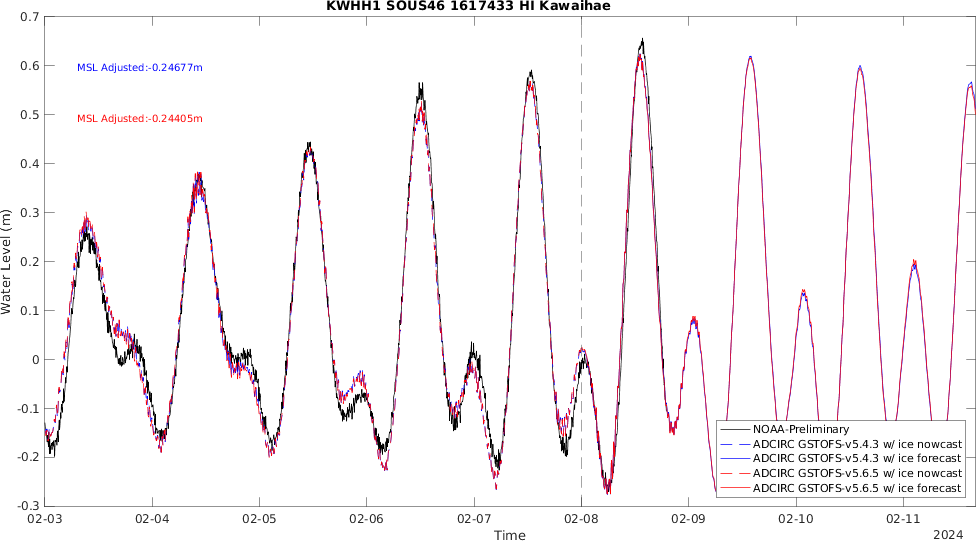 KWHH1 SOUS46 1617433 HI Kawaihae
0.7
0.6
0.5
0.4
0.3
0.2
0.1
0
-0.1
-0.2
-0.3
Water Level (m)
MSL Adjusted:-0.24677m
MSL Adjusted:-0.24405m
NOAA-Preliminary
ADCIRC GSTOFS-v5.4.3 w/ ice nowcast
ADCIRC GSTOFS-v5.4.3 w/ ice forecast
ADCIRC GSTOFS-v5.6.5 w/ ice nowcast
ADCIRC GSTOFS-v5.6.5 w/ ice forecast
02-03 02-04 02-05 02-06 02-07 02-08 02-09 02-10 02-11
Time
2024